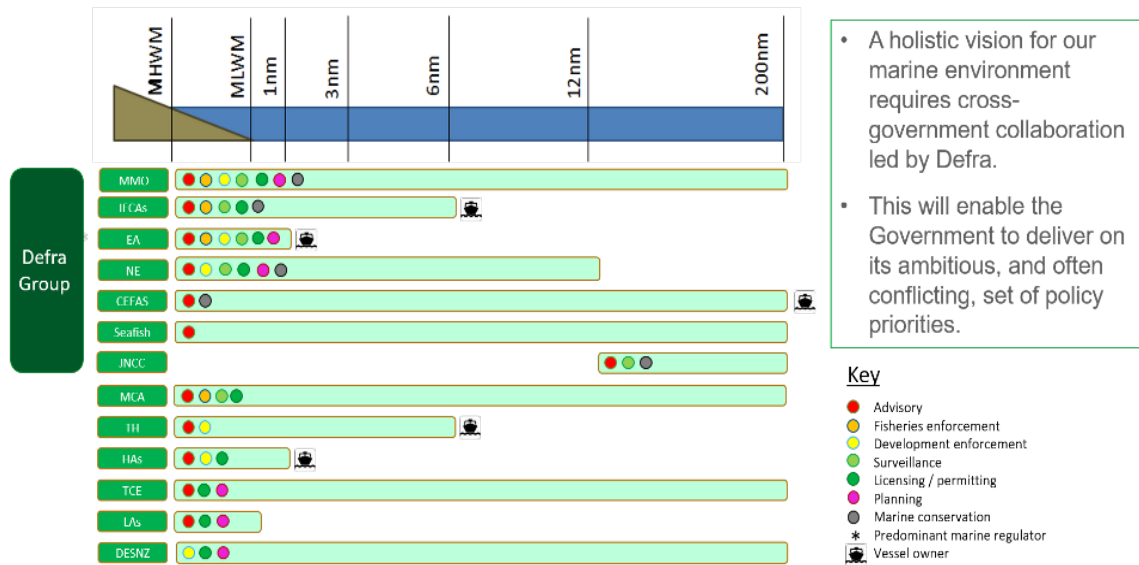 MHWM
MLWM
1nm
3nm
6nm
12nm
200nm
• A holistic vision for our
marine environment
requires cross-
government collaboration
led by Defra.
• This will enable the
Government to deliver on
its ambitious, and often
conflicting, set of policy
priorities.
Defra
Group
MMO
IFCAs
* EA
NE
CEFAS
Seafish
JNCC
MCA
TH
HAs
TCE
LAs
DESNZ
Key
Advisory
Fisheries enforcement
Development enforcement
Surveillance
Licensing / permitting
Planning
Marine conservation
* Predominant marine regulator
Vessel owner